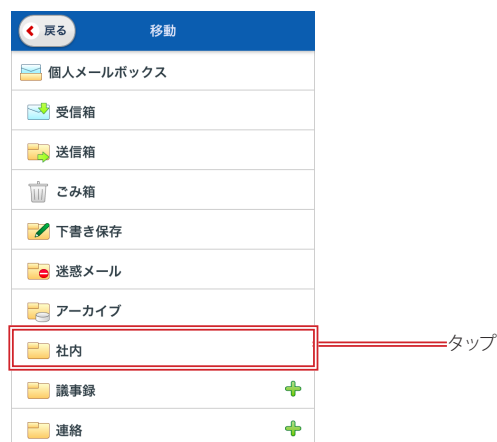 戻る
移動
個人メールボックス
受信箱
送信箱
ごみ箱
下書き保存
迷惑メール
アーカイブ
社内
タップ
議事録
連絡